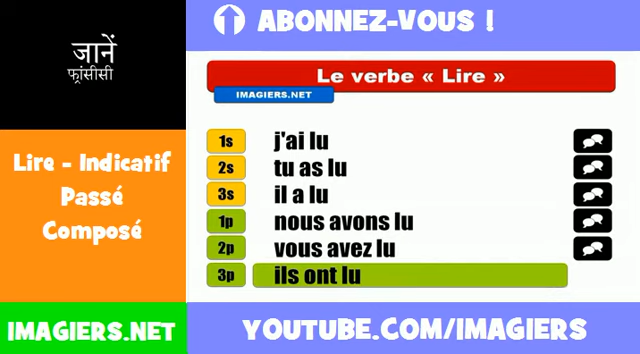 जानें
फ्रांसीसी
Lire - Indicatif
Passé
Composé
IMAGIERS.NET
ABONNEZ-VOUS !
Le verbe « Lire »
IMAGIERS.NET
1s j'ai lu
2s tu as lu
3s il a lu
1p nous avons lu
2p vous avez lu
3p ils ont lu
YOUTUBE.COM/IMAGIERS